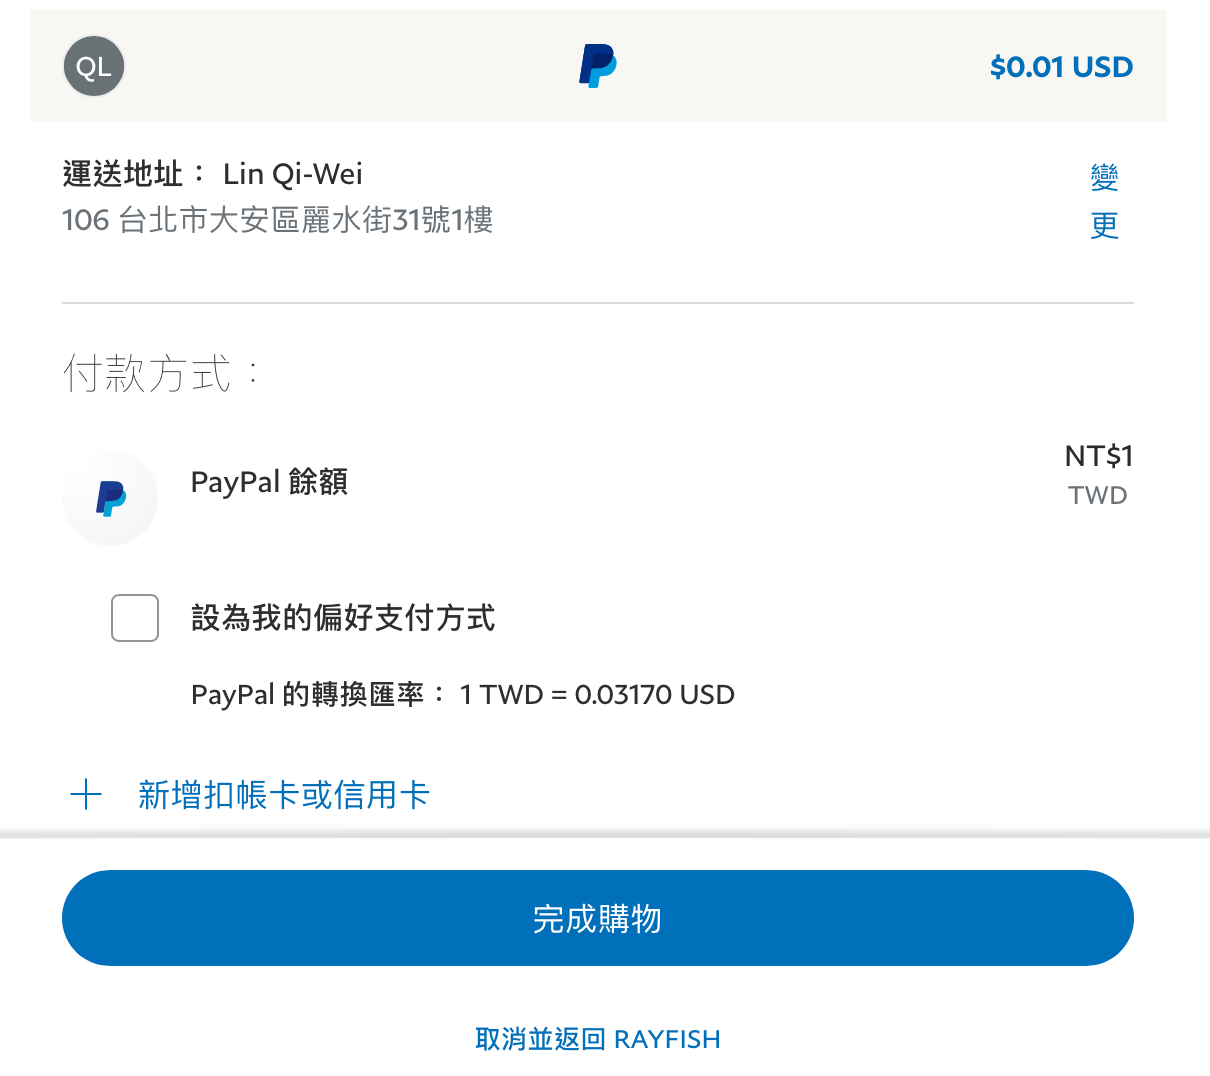 QL
$0.01 USD
運送地址： Lin Qi-Wei
106 台北市大安區麗水街31號1樓
變
更
付款方式：
PayPal 餘額
NT$1
TWD
設為我的偏好支付方式
PayPal 的轉換匯率： 1 TWD = 0.03170 USD
新增扣帳卡或信用卡
完成購物
取消並返回 RAYFISH